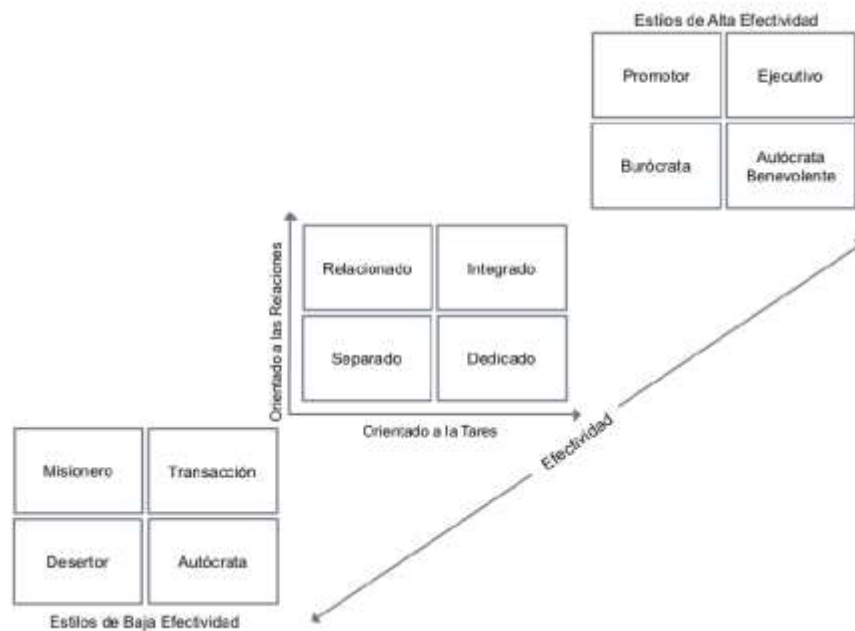 Estilos de Alta Efectividad
Promotor
Ejecutivo
Burócrata
Autócrata
Benevolente
Orientado a las Relaciones
Relacionado
Integrado
Separado
Dedicado
Orientado a la Tares
Efectividad
Misionero
Transacción
Desertor
Autócrata
Estilos de Baja Efectividad